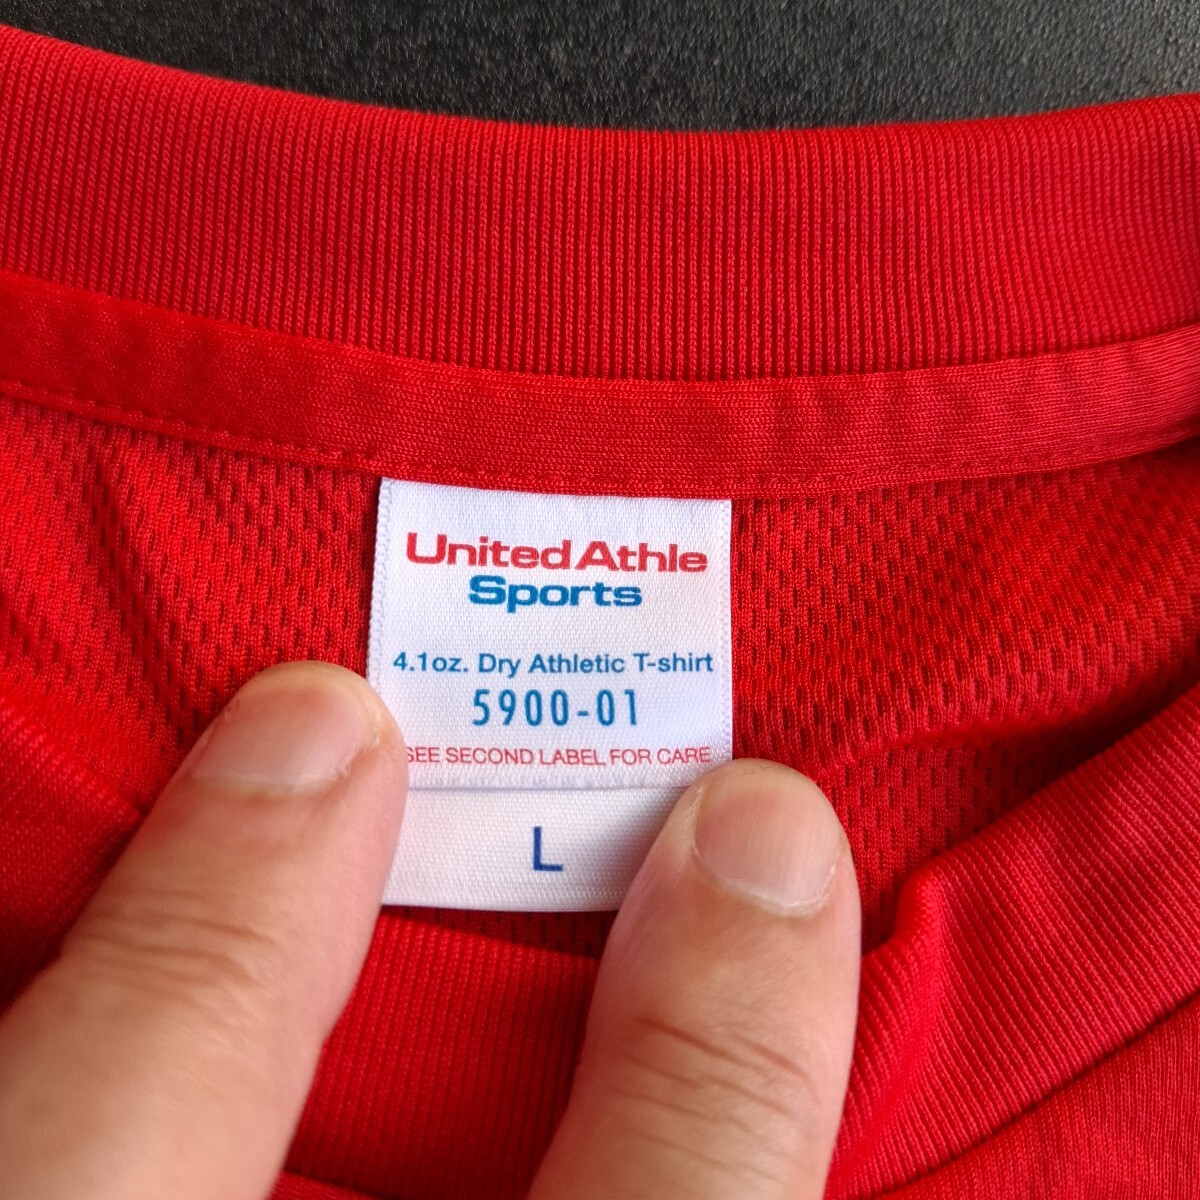 United Athle
Sports
4.1oz. Dry Athletic T-shirt
5900-01
SEE SECOND LABEL FOR CARE
L